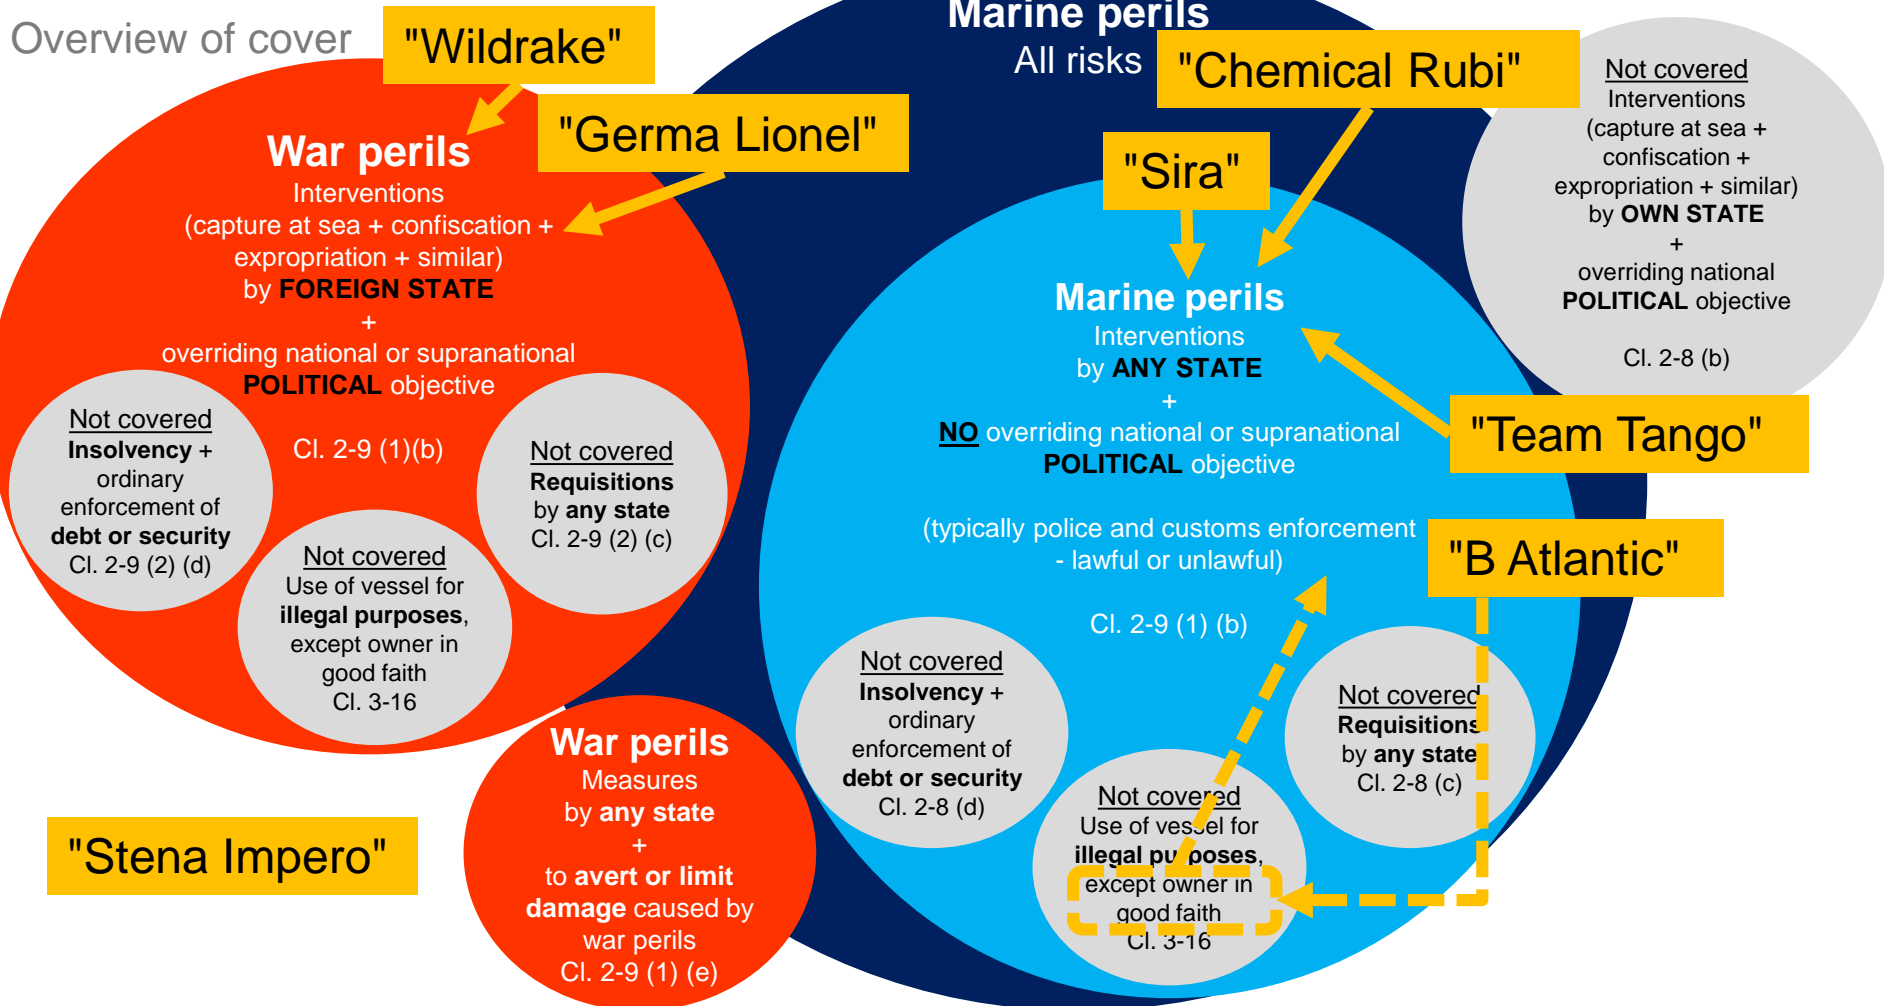 Overview of cover
"Wildrake"
"Germa Lionel"
War perils
Interventions
(capture at sea + confiscation +
expropriation + similar)
by FOREIGN STATE
+
overriding national or supranational
POLITICAL objective
Cl. 2-9 (1)(b)
Not covered
Insolvency +
ordinary
enforcement of
debt or security
Cl. 2-9 (2) (d)
Not covered
Use of vessel for
illegal purposes,
except owner in
good faith
Cl. 3-16
Not covered
Requisitions
by any state
Cl. 2-9 (2) (c)
War perils
Measures
by any state
+
to avert or limit
damage caused by
war perils
Cl. 2-9 (1) (e)
"Stena Impero"
Marine perils
All risks
"Chemical Rubi"
"Sira"
Marine perils
Interventions
by ANY STATE
+
NO overriding national or supranational
POLITICAL objective
(typically police and customs enforcement
- lawful or unlawful)
Cl. 2-9 (1) (b)
Not covered
Insolvency +
ordinary
enforcement of
debt or security
Cl. 2-8 (d)
Not covered
Use of vessel for
illegal purposes,
except owner in
good faith
Cl. 3-16
Not covered
Requisitions
by any state
Cl. 2-8 (c)
Not covered
Interventions
(capture at sea +
confiscation +
expropriation + similar)
by OWN STATE
+
overriding national
POLITICAL objective
Cl. 2-8 (b)
"Team Tango"
"B Atlantic"